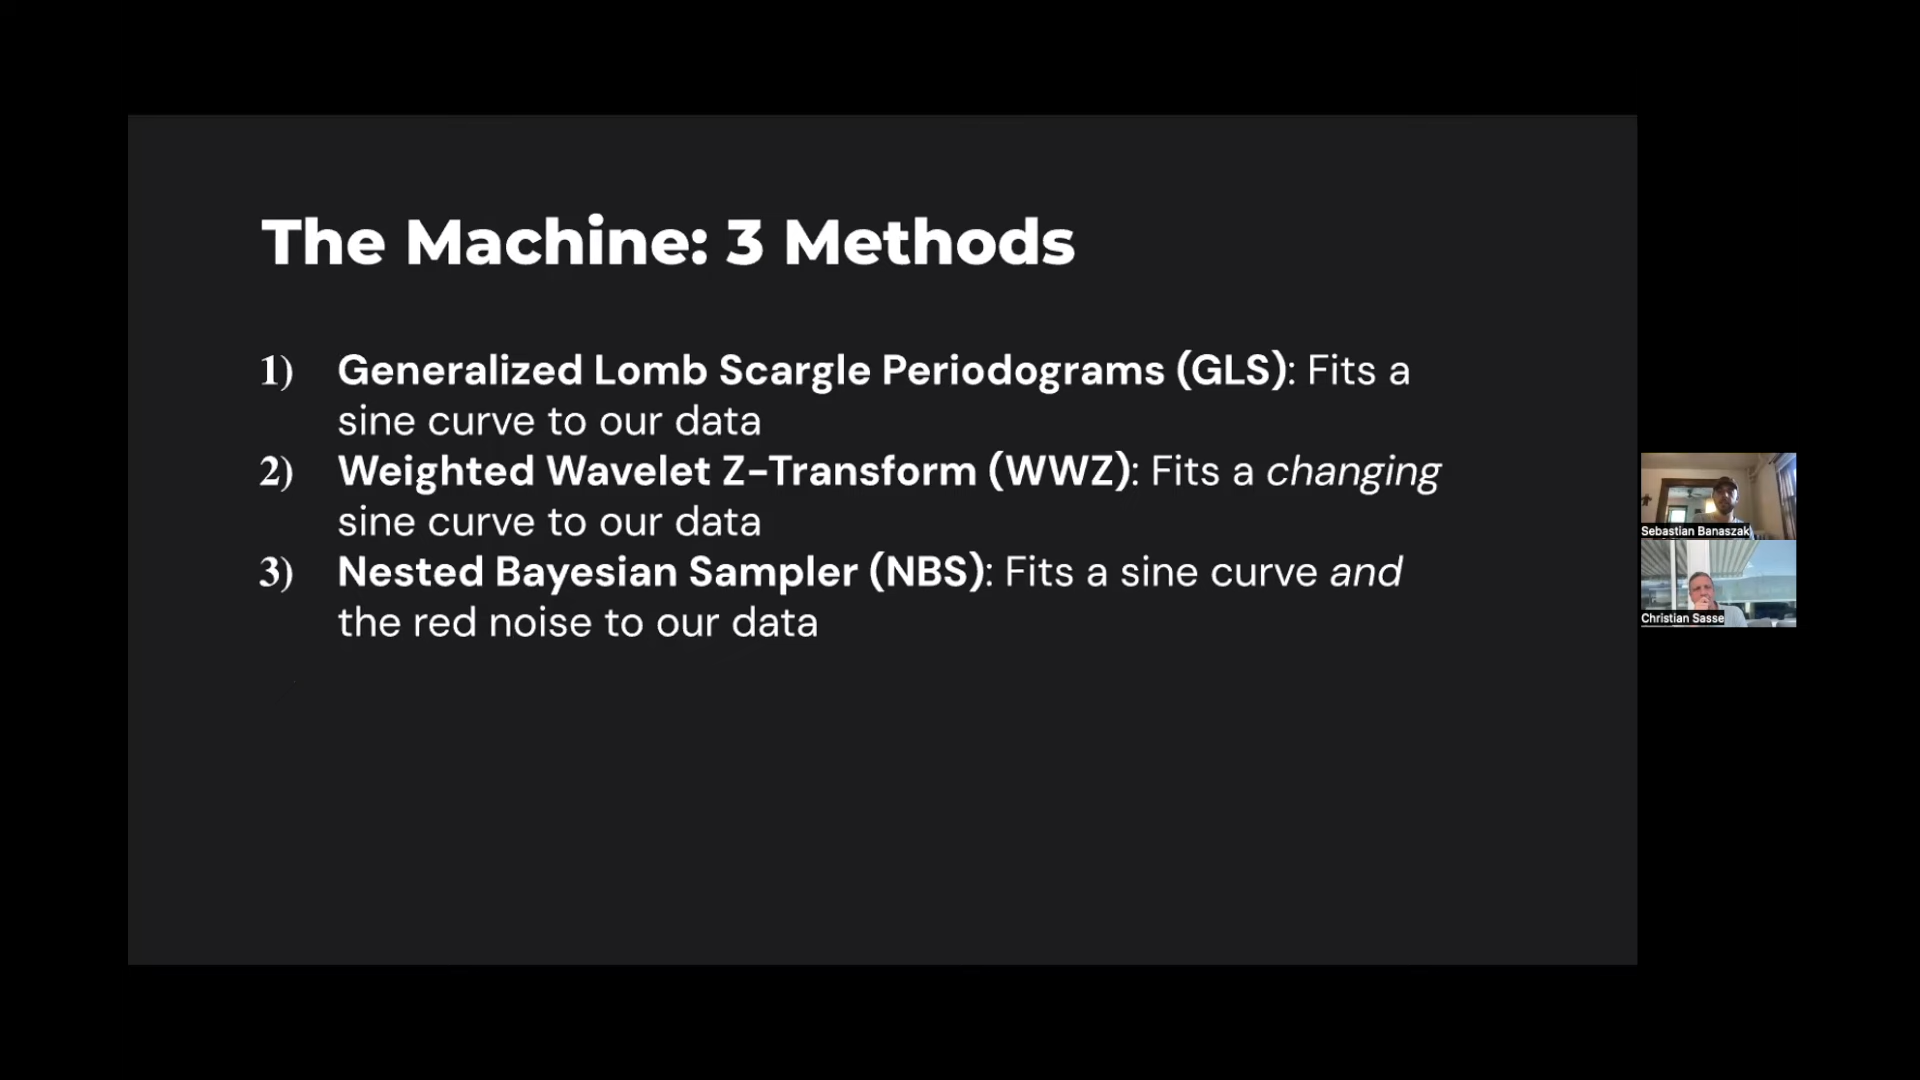 The Machine: 3 Methods
1) Generalized Lomb Scargle Periodograms (GLS): Fits a
sine curve to our data
2) Weighted Wavelet Z-Transform (WWZ): Fits a changing
sine curve to our data
3) Nested Bayesian Sampler (NBS): Fits a sine curve and
the red noise to our data
Sebastian Banaszak
Christian Sasse